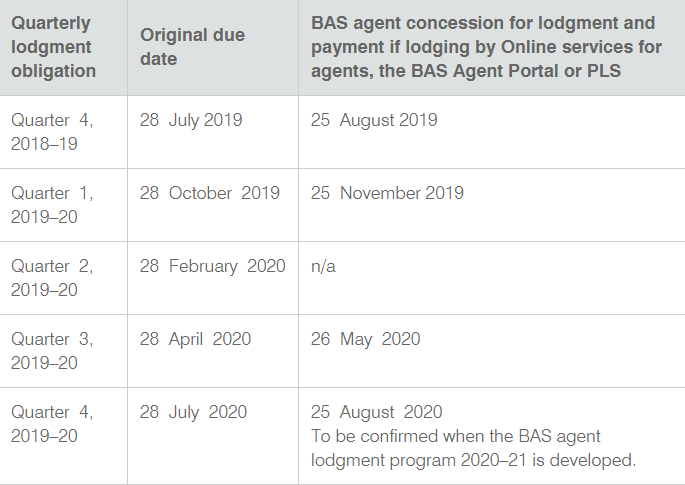 Quarterly lodgment obligation
Original due date
BAS agent concession for lodgment and payment if lodging by Online services for agents, the BAS Agent Portal or PLS
Quarter 4, 2018–19
28 July 2019
25 August 2019
Quarter 1, 2019–20
28 October 2019
25 November 2019
Quarter 2, 2019–20
28 February 2020
n/a
Quarter 3, 2019–20
28 April 2020
26 May 2020
Quarter 4, 2019–20
28 July 2020
25 August 2020
To be confirmed when the BAS agent lodgment program 2020–21 is developed.